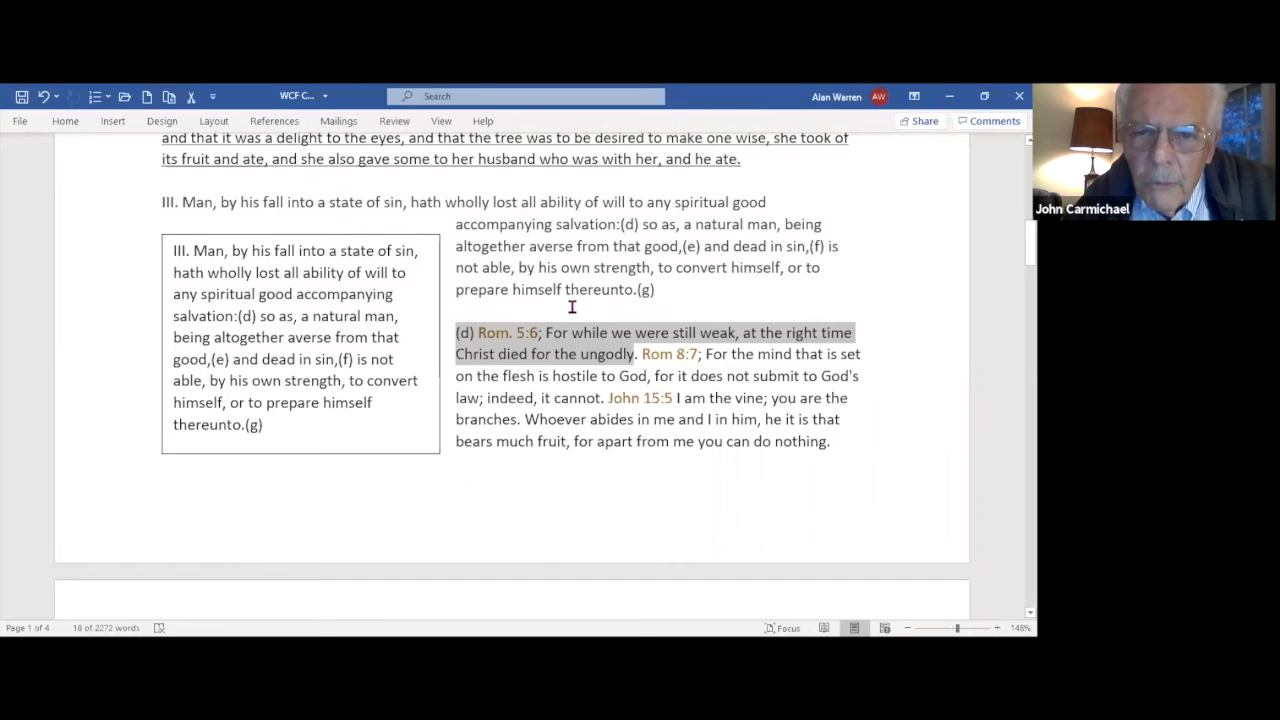 WCF C...
Search
Alan Warren
AW
File
Home
Insert
Design
Layout
References
Mailings
Review
View
Help
Share
Comments
John Carmichael
and that it was a delight to the eyes, and that the tree was to be desired to make one wise, she took of
its fruit and ate, and she also gave some to her husband who was with her, and he ate.
III. Man, by his fall into a state of sin, hath wholly lost all ability of will to any spiritual good
accompanying salvation:(d) so as, a natural man, being
altogether averse from that good,(e) and dead in sin,(f) is
not able, by his own strength, to convert himself, or to
prepare himself thereunto.(g)
III. Man, by his fall into a state of sin,
hath wholly lost all ability of will to
any spiritual good accompanying
salvation:(d) so as, a natural man,
being altogether averse from that
good,(e) and dead in sin,(f) is not
able, by his own strength, to convert
himself, or to prepare himself
thereunto.(g)
(d) Rom. 5:6; For while we were still weak, at the right time
Christ died for the ungodly. Rom 8:7; For the mind that is set
on the flesh is hostile to God, for it does not submit to God's
law; indeed, it cannot. John 15:5 I am the vine; you are the
branches. Whoever abides in me and I in him, he it is that
bears much fruit, for apart from me you can do nothing.
Page 1 of 4
18 of 2272 words
Focus
148%